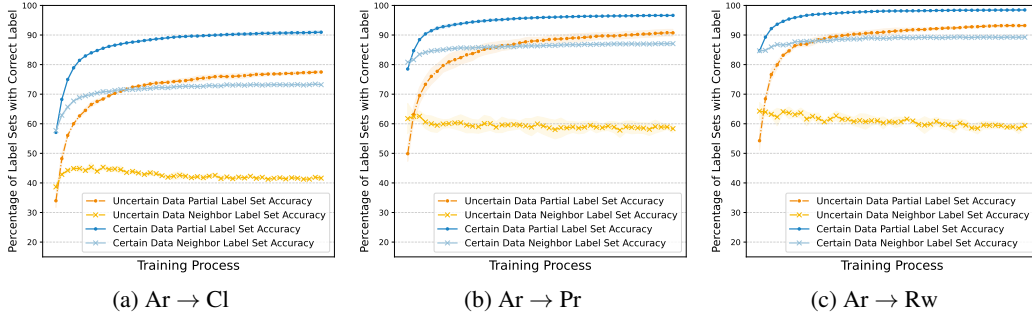 Percentage of Label Sets with Correct Label
100
90
80
70
60
50
40
30
20
Uncertain Data Partial Label Set Accuracy
Uncertain Data Neighbor Label Set Accuracy
Certain Data Partial Label Set Accuracy
Certain Data Neighbor Label Set Accuracy
Training Process
(a) Ar → Cl
Percentage of Label Sets with Correct Label
100
90
80
70
60
50
40
30
20
Uncertain Data Partial Label Set Accuracy
Uncertain Data Neighbor Label Set Accuracy
Certain Data Partial Label Set Accuracy
Certain Data Neighbor Label Set Accuracy
Training Process
(b) Ar → Pr
Percentage of Label Sets with Correct Label
100
90
80
70
60
50
40
30
20
Uncertain Data Partial Label Set Accuracy
Uncertain Data Neighbor Label Set Accuracy
Certain Data Partial Label Set Accuracy
Certain Data Neighbor Label Set Accuracy
Training Process
(c) Ar → Rw